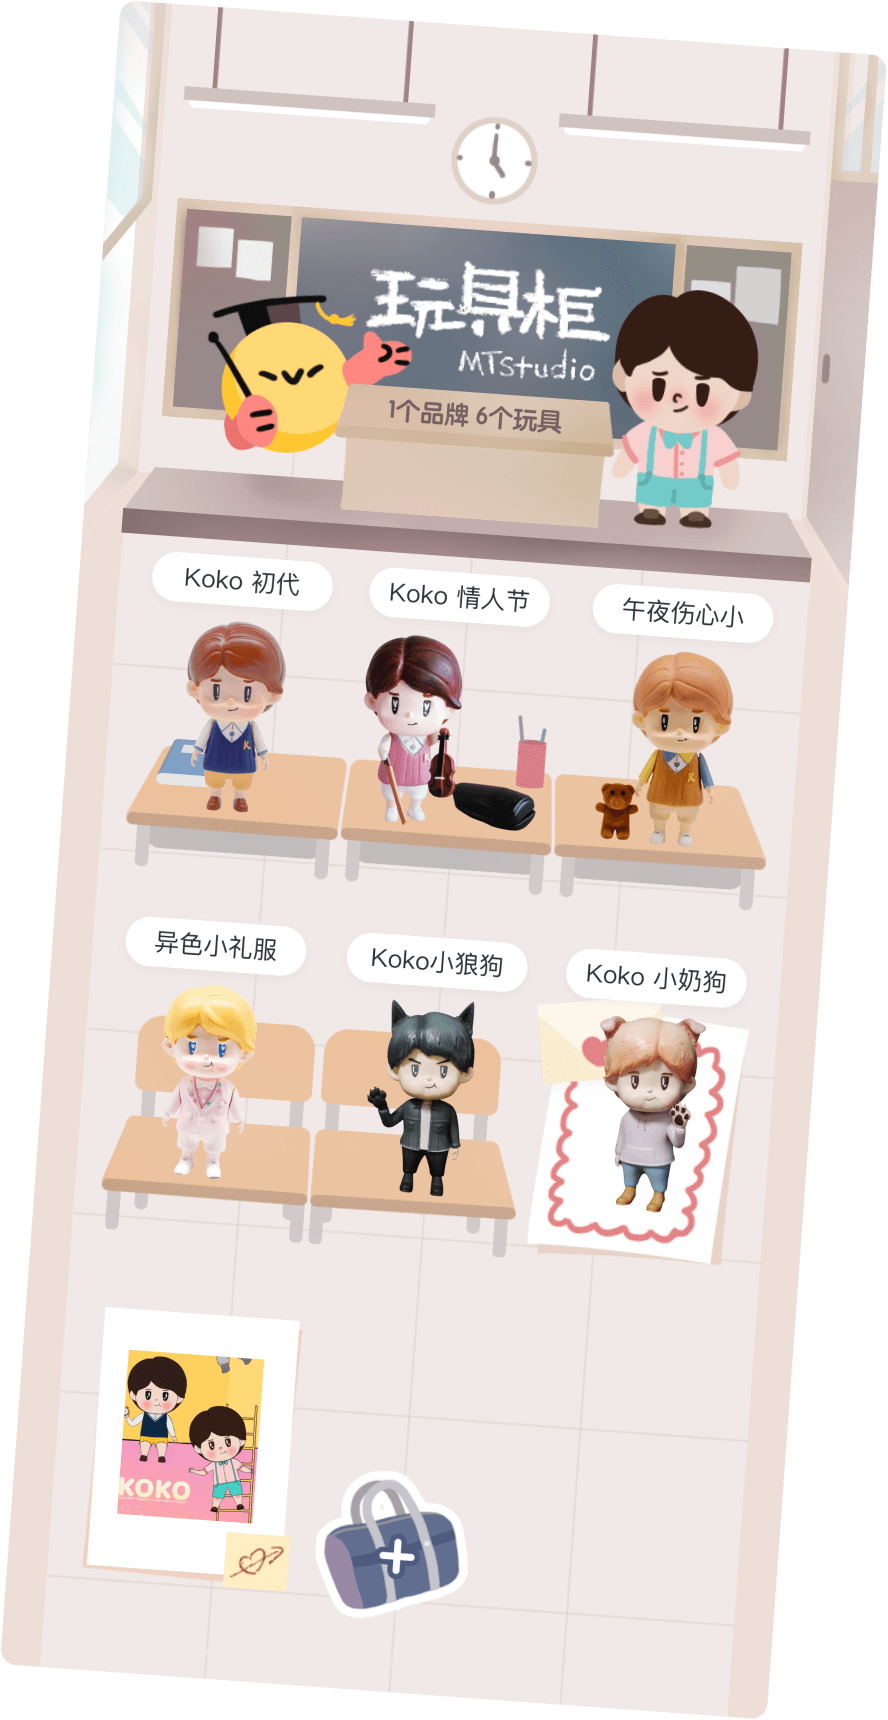 玩具柜
MTstudio
1个品牌 6个玩具
Koko 初代
Koko 情人节
午夜伤心小
异色小礼服
Koko小狼狗
Koko 小奶狗
KOKO